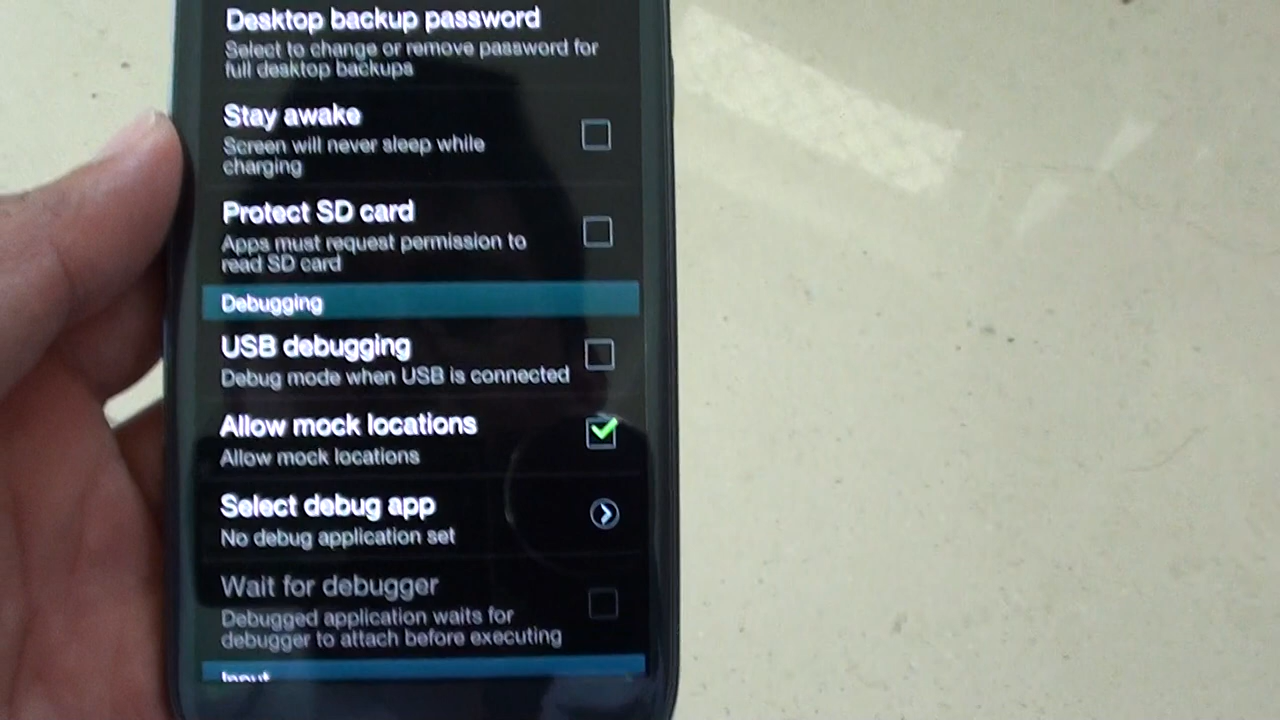 Desktop backup password
Select to change or remove password for
full desktop backups
Stay awake
Screen will never sleep while
charging
Protect SD card
Apps must request permission to
read SD card
Debugging
USB debugging
Debug mode when USB is connected
Allow mock locations
Allow mock locations
Select debug app
No debug application set
Wait for debugger
Debugged application waits for
debugger to attach before executing
Input